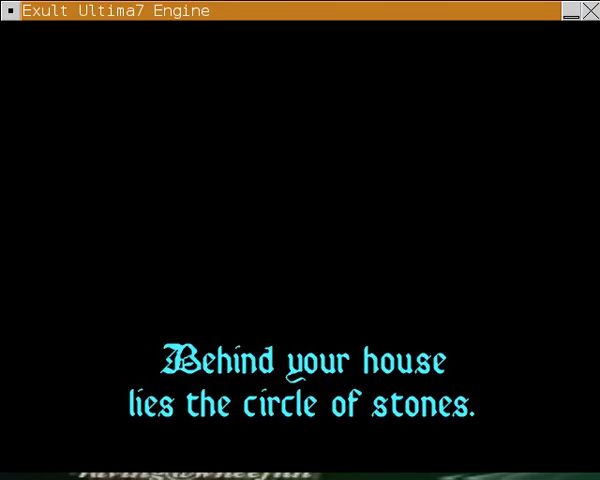 Exult Ultima7 Engine
Behind your house
lies the circle of stones.